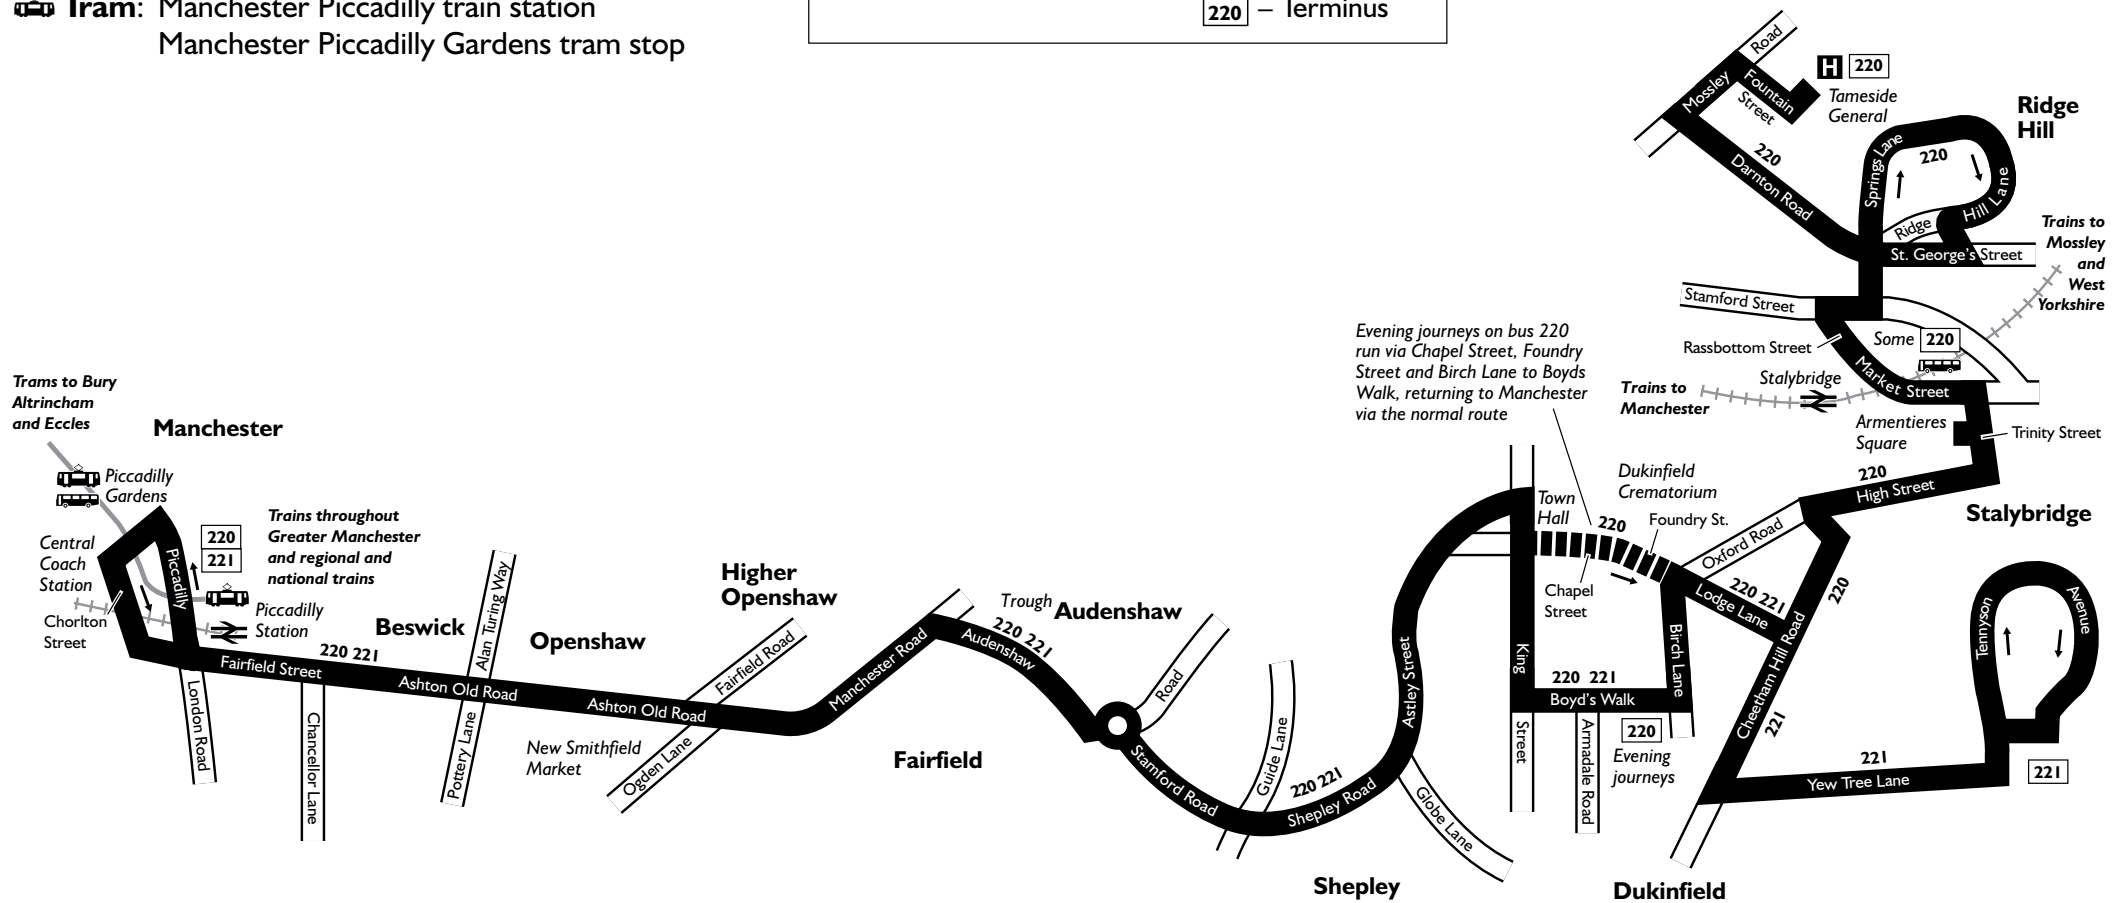 Tram: Manchester Piccadilly train station
Manchester Piccadilly Gardens tram stop
220 – Terminus
Trams to Bury
Altrincham
and Eccles
Manchester
Piccadilly
Gardens
Central
Coach
Station
Chorlton
Street
Piccadilly
220
221
Trains throughout
Greater Manchester
and regional and
national trains
Piccadilly
Station
Beswick
220 221
Fairfield Street
London Road
Chancellor Lane
Ashton Old Road
Alan Turing Way
Pottery Lane
Openshaw
Ashton Old Road
New Smithfield
Market
Fairfield Road
Ogden Lane
Higher
Openshaw
Manchester Road
Fairfield
Audenshaw
220 221
Trough
Audenshaw
Road
Stamford Road
Guide Lane
220 221
Shepley Road
Shepley
Globe Lane
Astley Street
Evening journeys on bus 220
run via Chapel Street, Foundry
Street and Birch Lane to Boyds
Walk, returning to Manchester
via the normal route
Town
Hall
220
Dukinfield
Crematorium
Foundry St.
Chapel
Street
King
Street
220 221
Boyd's Walk
Armadale Road
220
Evening
journeys
Birch Lane
Oxford Road
220 221
Lodge Lane
Cheetham Hill Road
220
221
Dukinfield
221
Yew Tree Lane
Tennyson
Avenue
221
Stalybridge
220
High Street
Trinity Street
Armentieres
Square
Market Street
Stalybridge
Trains to
Manchester
Some 220
Rassbottom Street
Stamford Street
St. George's Street
Trains to
Mossley
and
West
Yorkshire
Ridge
Hill Lane
Springs Lane
220
Ridge
Hill
Darnton Road
220
Mossley
Road
Fountain
Street
H 220
Tameside
General